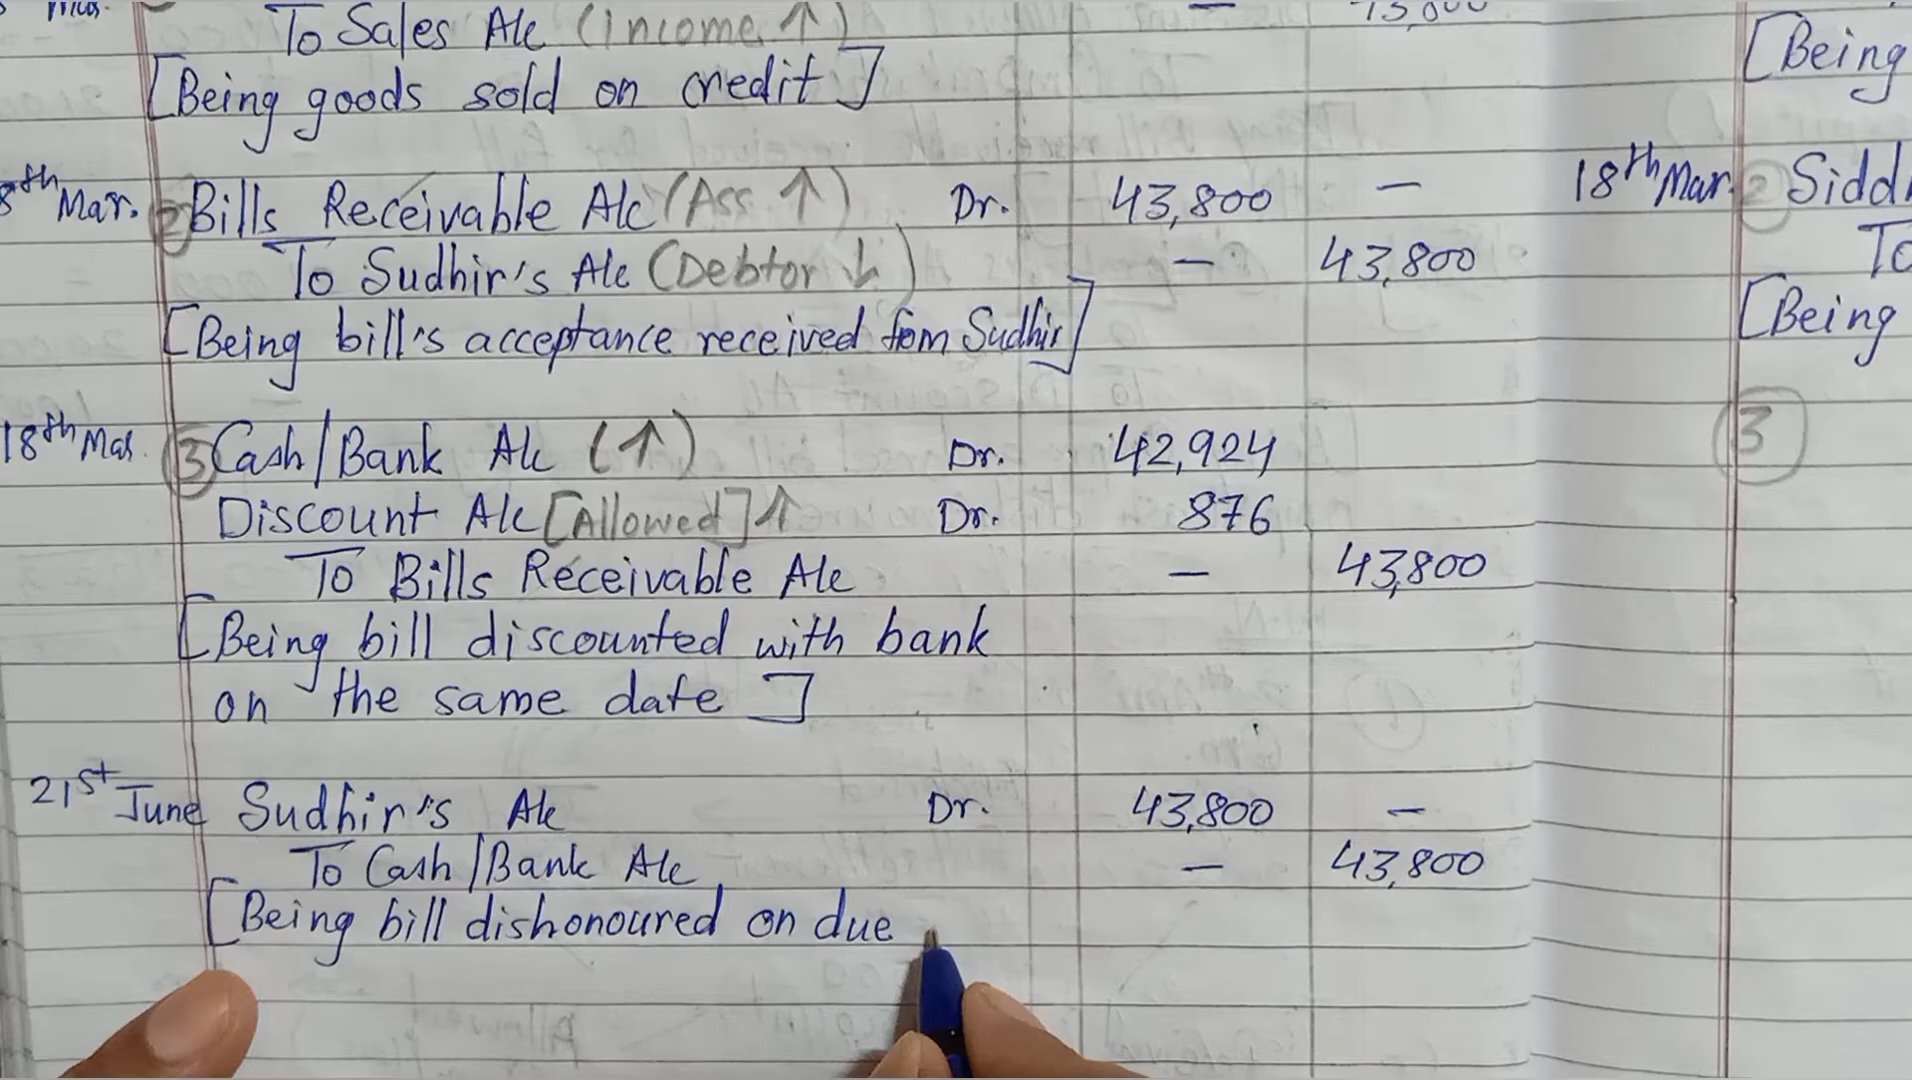 To Sales A/c (Income ↑) —
[Being goods sold on credit]
8th Mar. ② Bills Receivable A/c (Ass ↑) Dr. 43,800 —
To Sudhir's A/c (Debtor ↓) — 43,800
[Being bill's acceptance received from Sudhir]
18th Mar. ③ Cash/Bank A/c (↑) Dr. 42,924
Discount A/c [Allowed] ↑ Dr. 876
To Bills Receivable A/c — 43,800
[Being bill discounted with bank
on the same date]
21st June Sudhir's A/c Dr. 43,800 —
To Cash/Bank A/c — 43,800
[Being bill dishonoured on due
[Being
18th Mar. ② Siddh
To
[Being
③